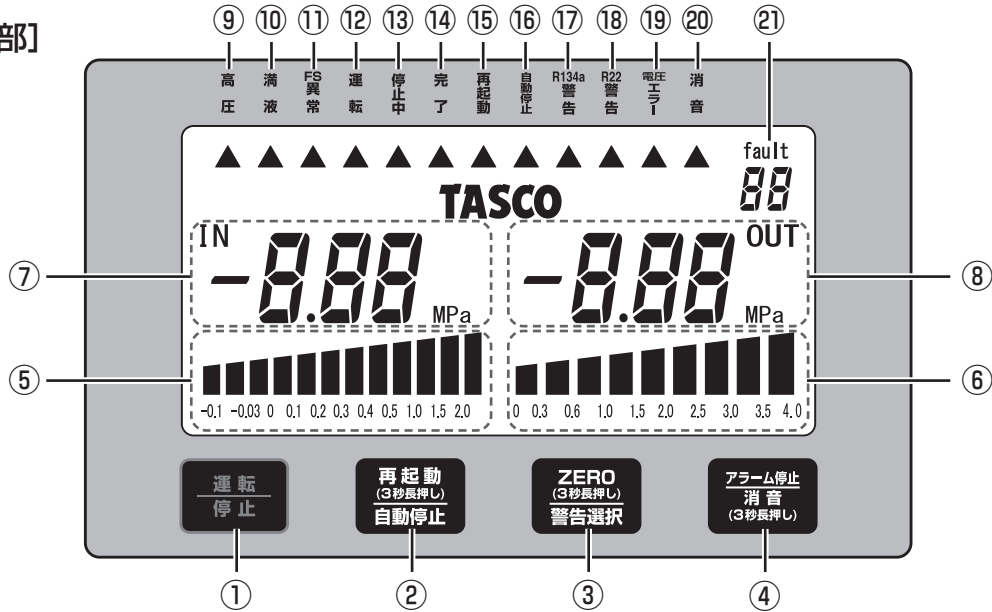 部]
⑨ ⑩ ⑪ ⑫ ⑬ ⑭ ⑮ ⑯ ⑰ ⑱ ⑲ ⑳ ㉑
高圧 満液 FS異常 運転 停止中 完了 再起動 自動停止 R134a警告 R22警告 電圧エラー 消音
fault
88
TASCO
IN
-8.88
MPa
⑦
OUT
-8.88
MPa
⑧
⑤
-0.1 -0.03 0 0.1 0.2 0.3 0.4 0.5 1.0 1.5 2.0
0 0.3 0.6 1.0 1.5 2.0 2.5 3.0 3.5 4.0
⑥
運転
停止
再起動
(3秒長押し)
自動停止
ZERO
(3秒長押し)
警告選択
アラーム停止
消音
(3秒長押し)
① ② ③ ④